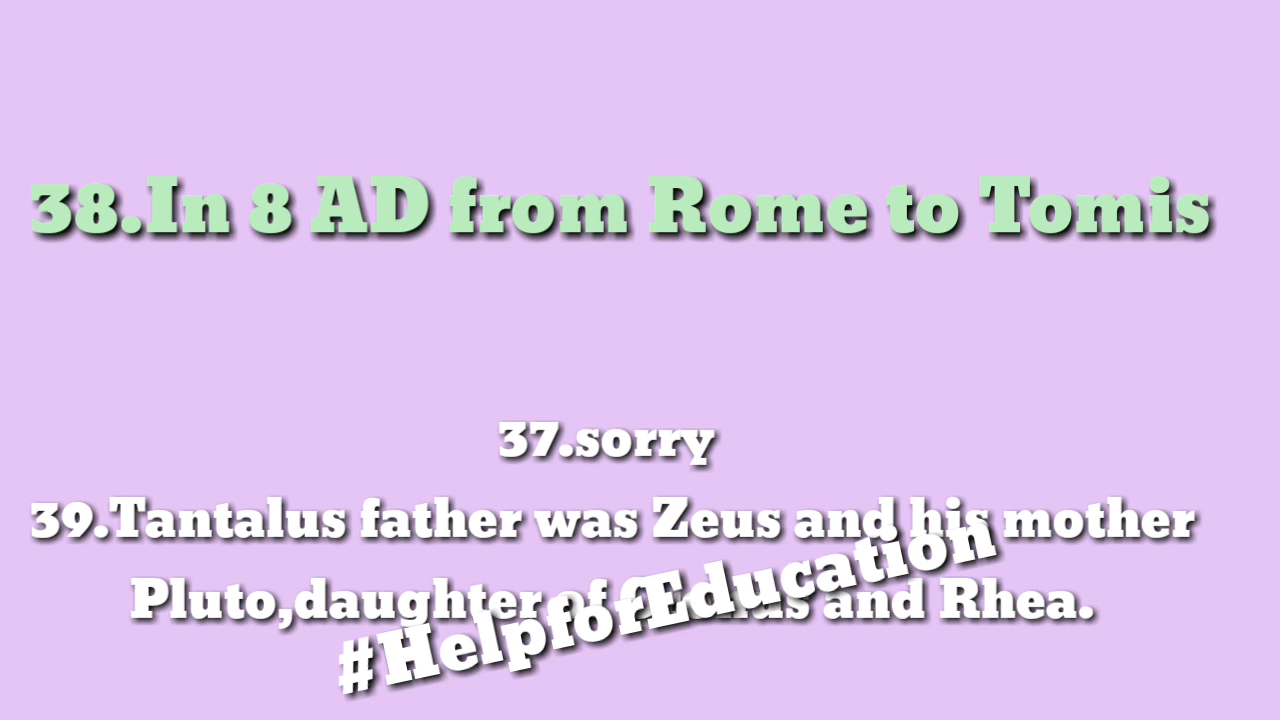 38.In 8 AD from Rome to Tomis
37.sorry
39.Tantalus father was Zeus and his mother
Pluto,daughter of and Rhea.
#HelpforEducation